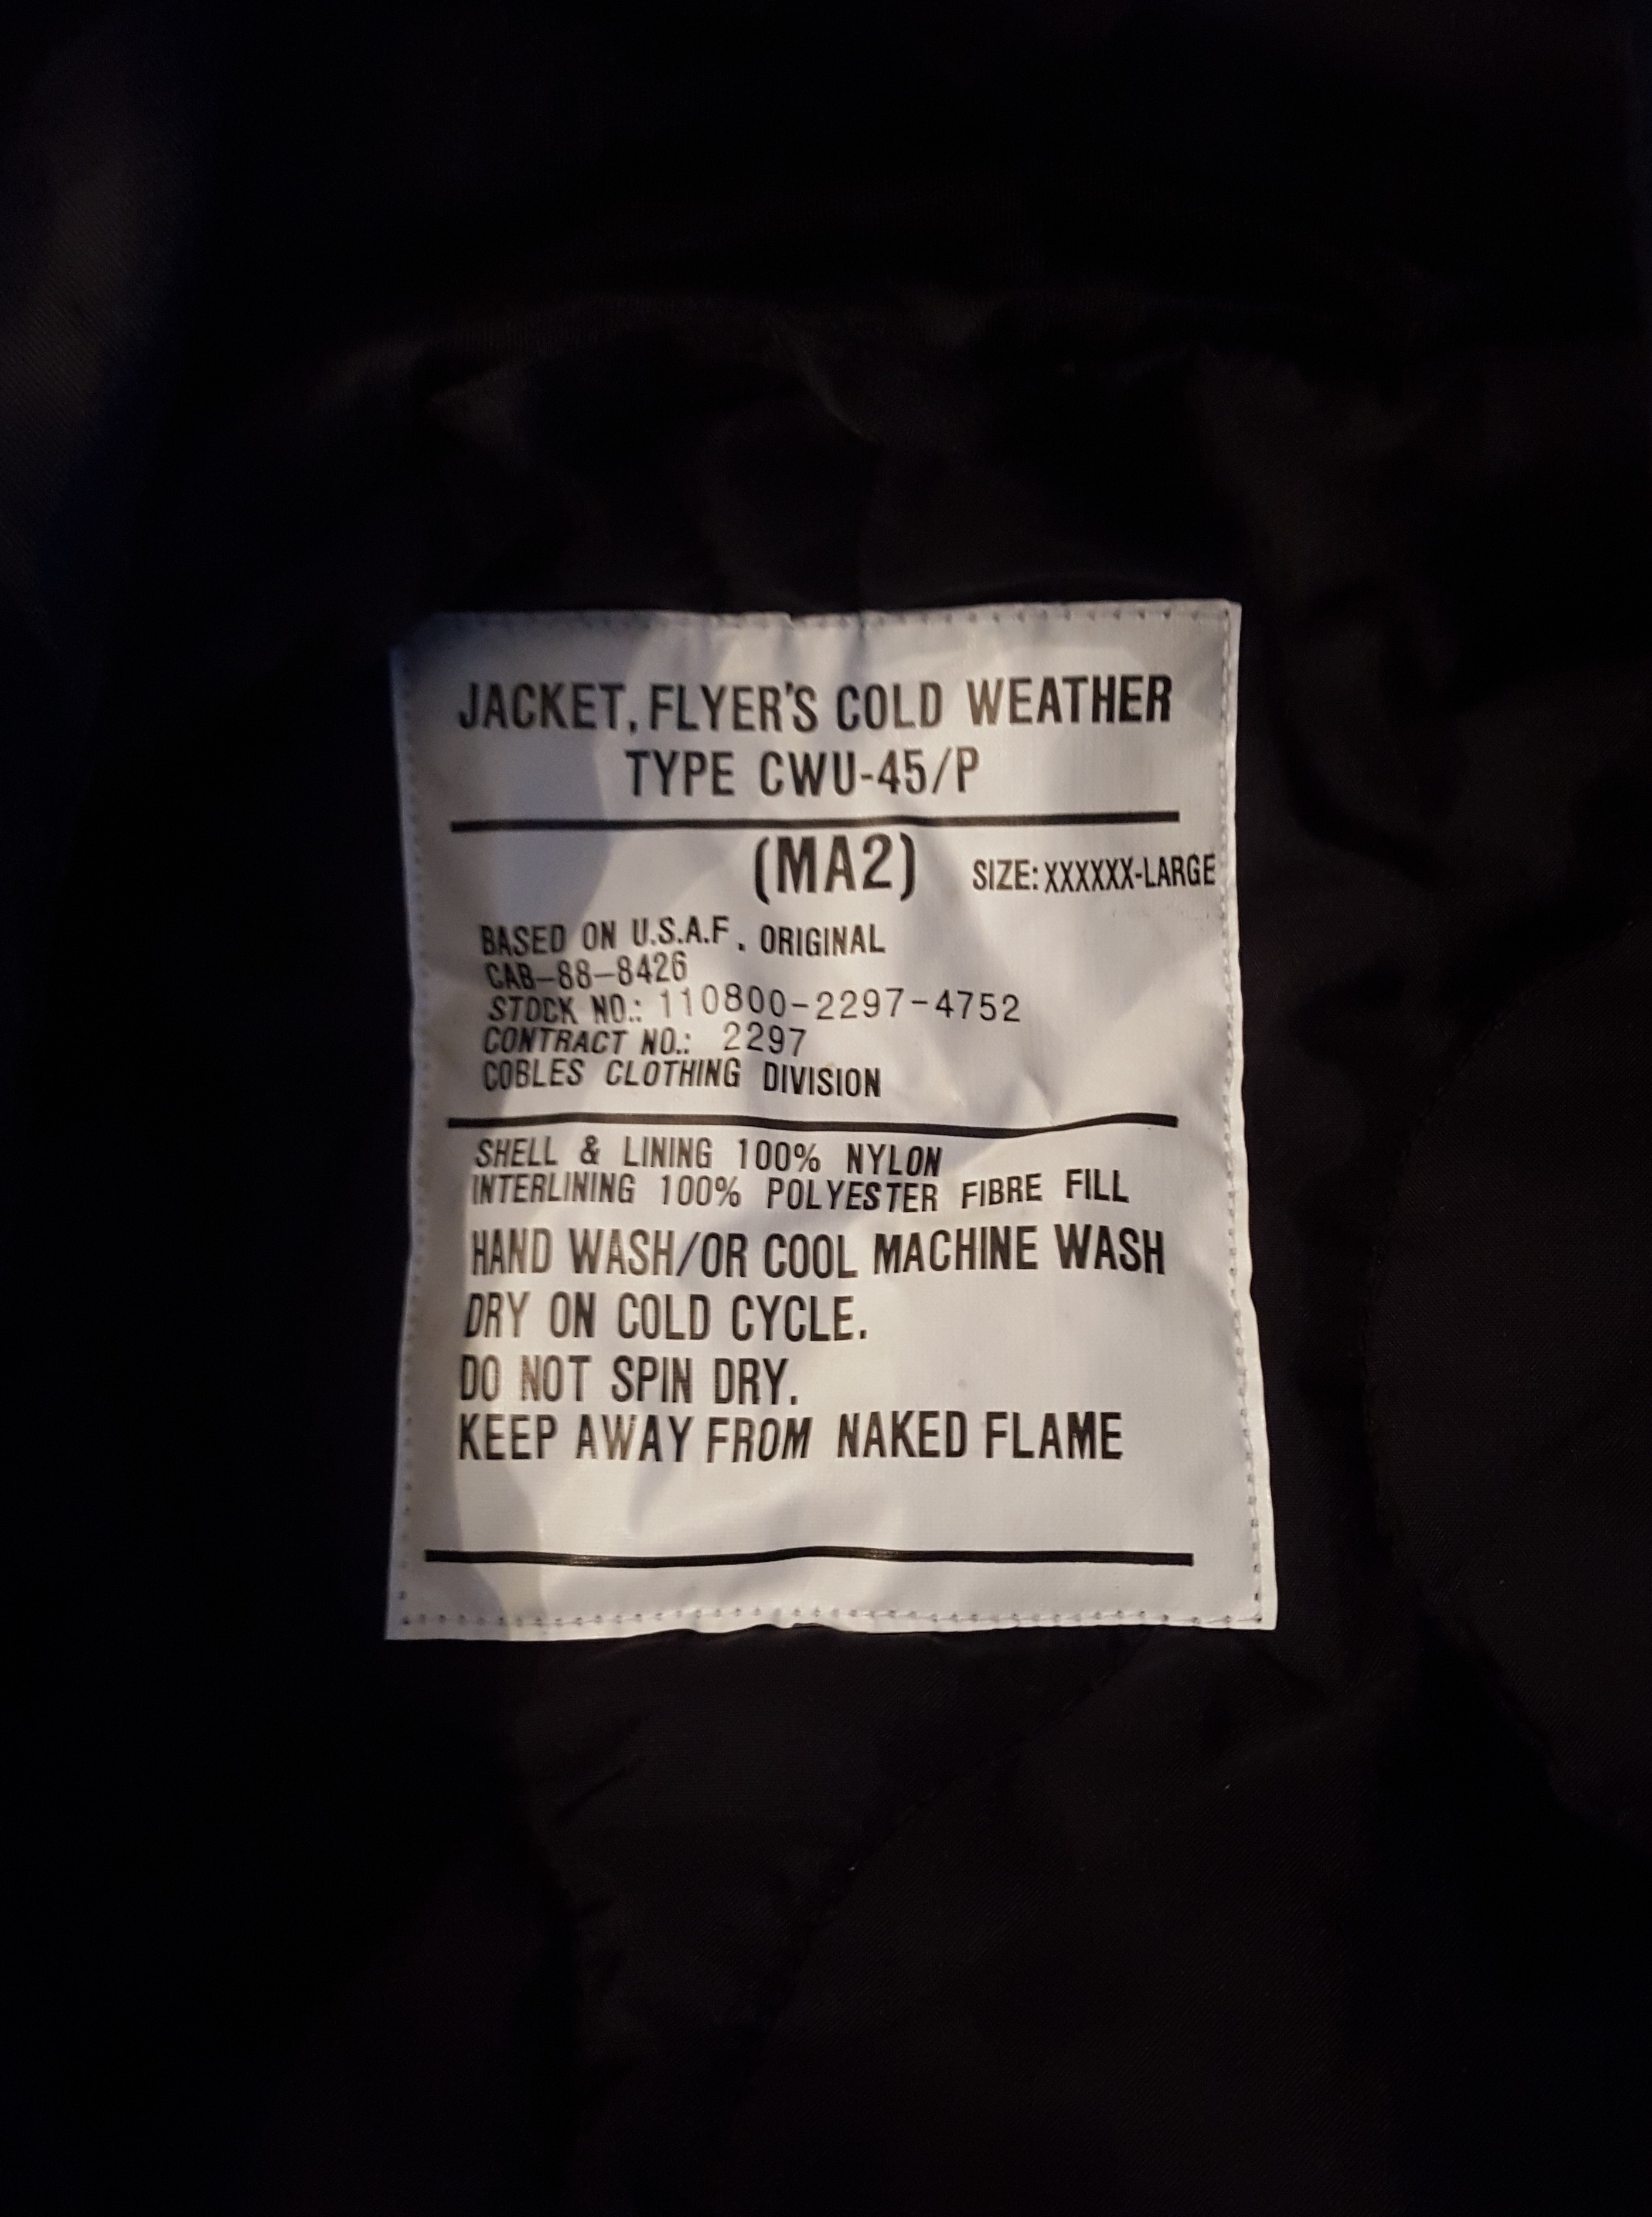 JACKET, FLYER'S COLD WEATHER
TYPE CWU-45/P
(MA2) SIZE: XXXXXX-LARGE
BASED ON U.S.A.F. ORIGINAL
CAB-88-8426
STOCK NO.: 110800-2297-4752
CONTRACT NO.: 2297
COBLES CLOTHING DIVISION
SHELL & LINING 100% NYLON
INTERLINING 100% POLYESTER FIBRE FILL
HAND WASH/OR COOL MACHINE WASH
DRY ON COLD CYCLE.
DO NOT SPIN DRY.
KEEP AWAY FROM NAKED FLAME